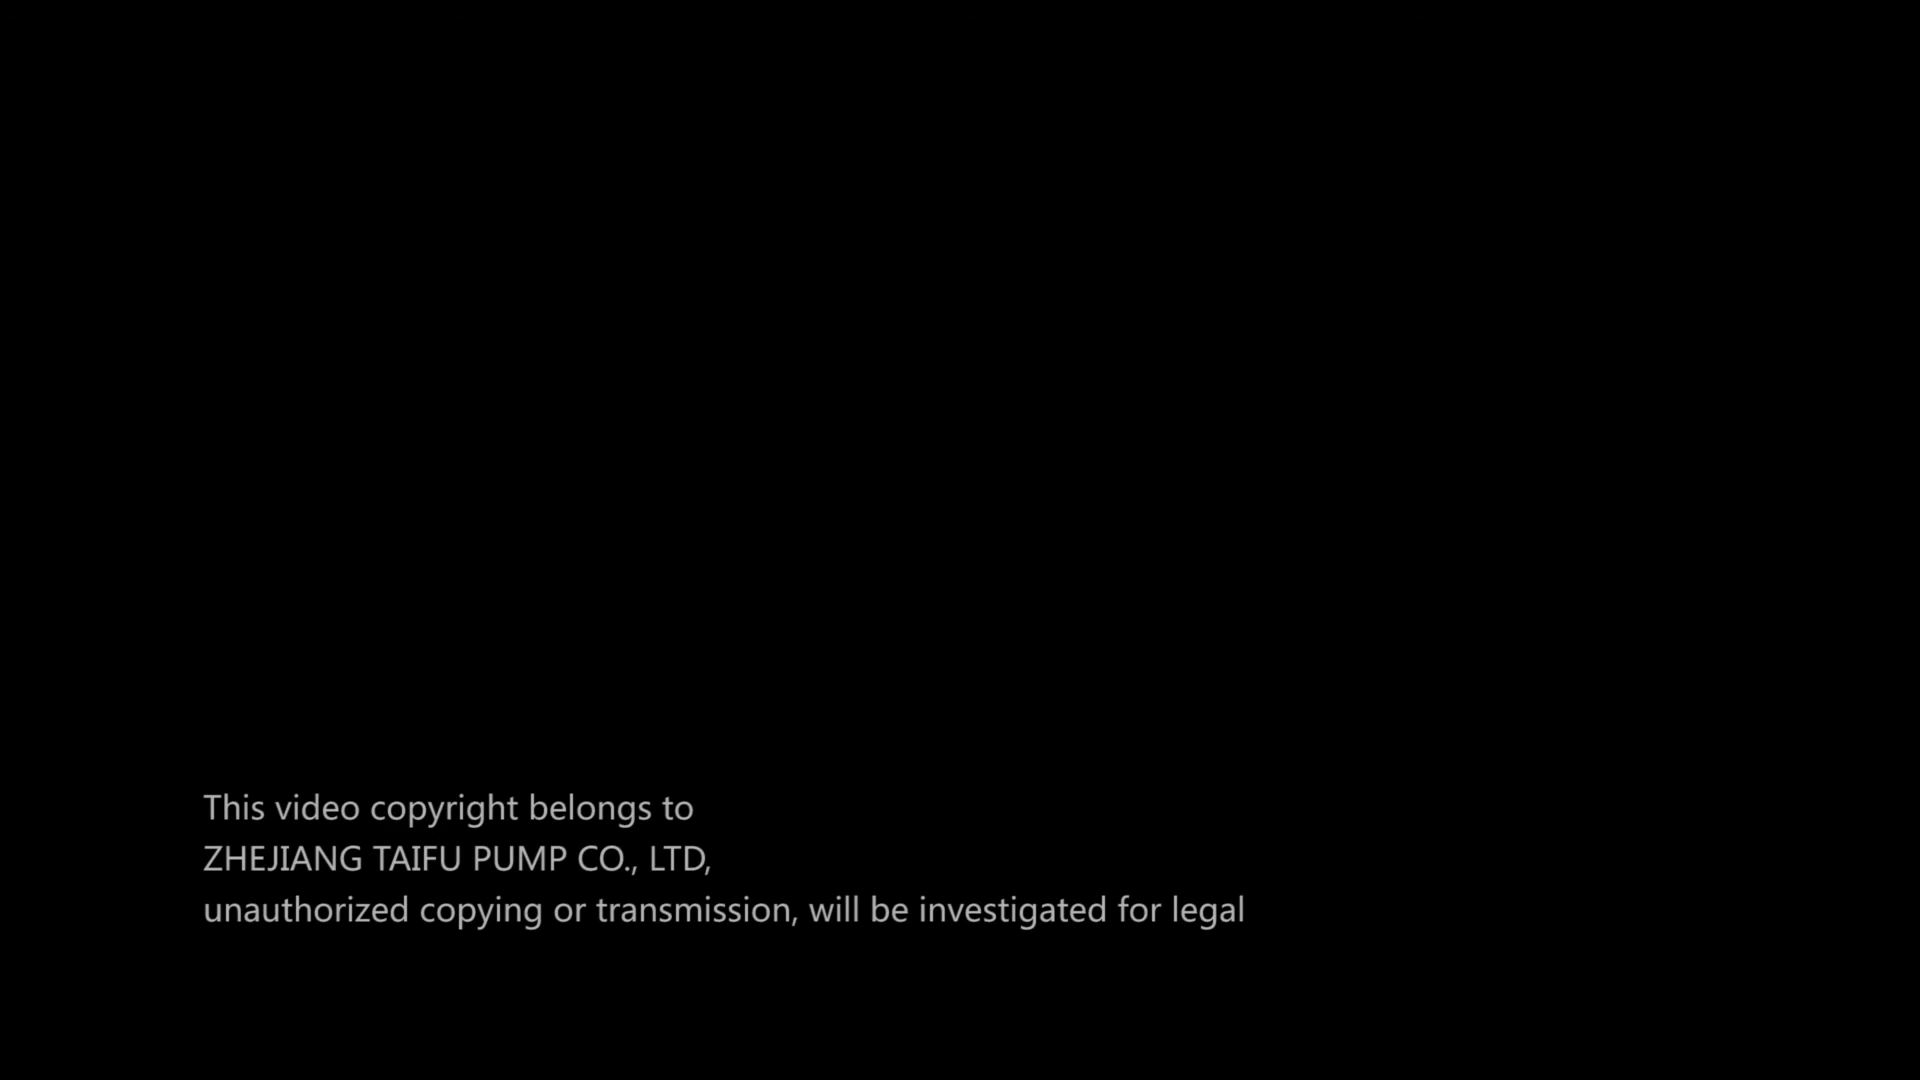 This video copyright belongs to
ZHEJIANG TAIFU PUMP CO., LTD,
unauthorized copying or transmission, will be investigated for legal